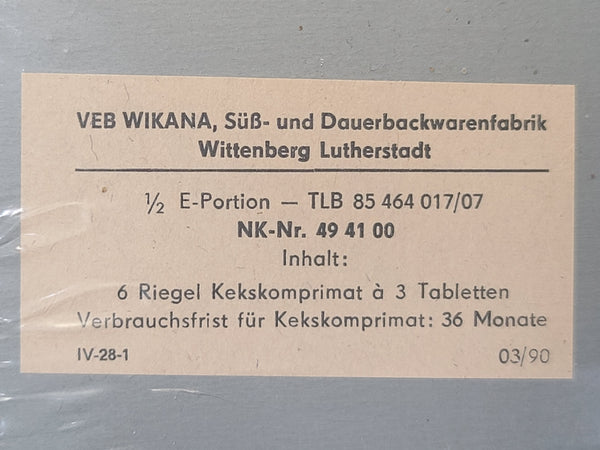 VEB WIKANA, Süß- und Dauerbackwarenfabrik
Wittenberg Lutherstadt
½ E-Portion — TLB 85 464 017/07
NK-Nr. 49 41 00
Inhalt:
6 Riegel Kekskomprimat à 3 Tabletten
Verbrauchsfrist für Kekskomprimat: 36 Monate
IV-28-1 03/90